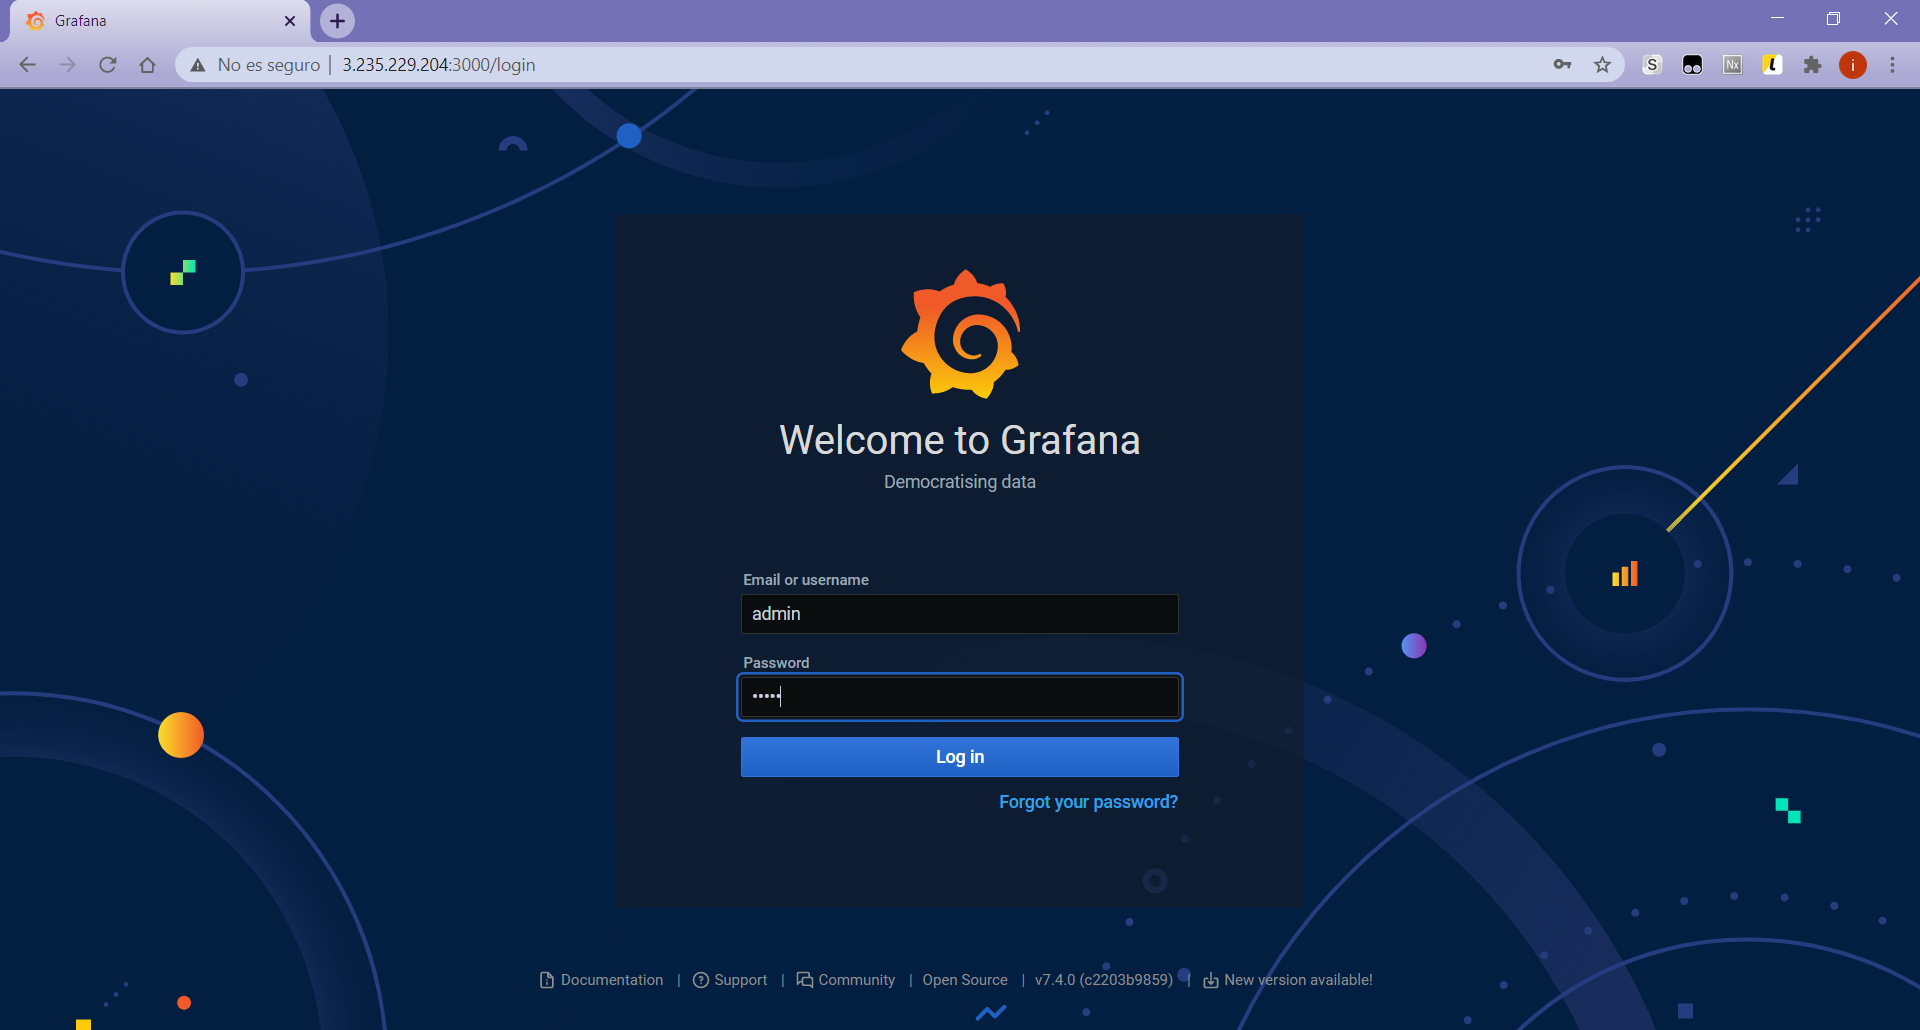 Grafana
No es seguro | 3.235.229.204:3000/login
S Nx i
Welcome to Grafana
Democratising data
Email or username
admin
Password
•••••
Log in
Forgot your password?
Documentation | Support | Community | Open Source | v7.4.0 (c2203b9859) | New version available!